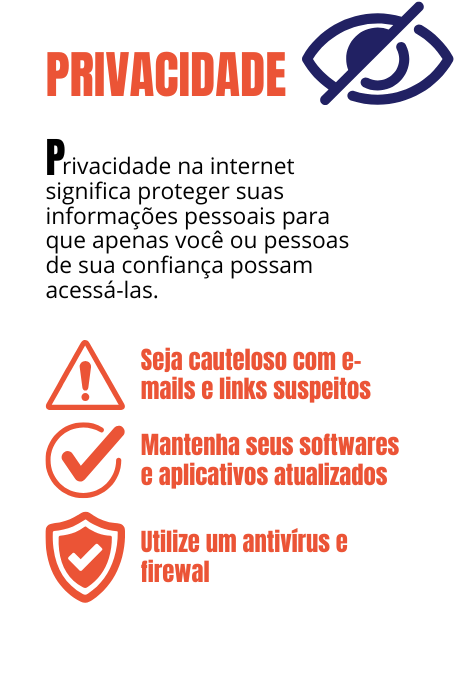 PRIVACIDADE
Privacidade na internet
significa proteger suas
informações pessoais para
que apenas você ou pessoas
de sua confiança possam
acessá-las.
Seja cauteloso com e-
mails e links suspeitos
Mantenha seus softwares
e aplicativos atualizados
Utilize um antivírus e
firewal